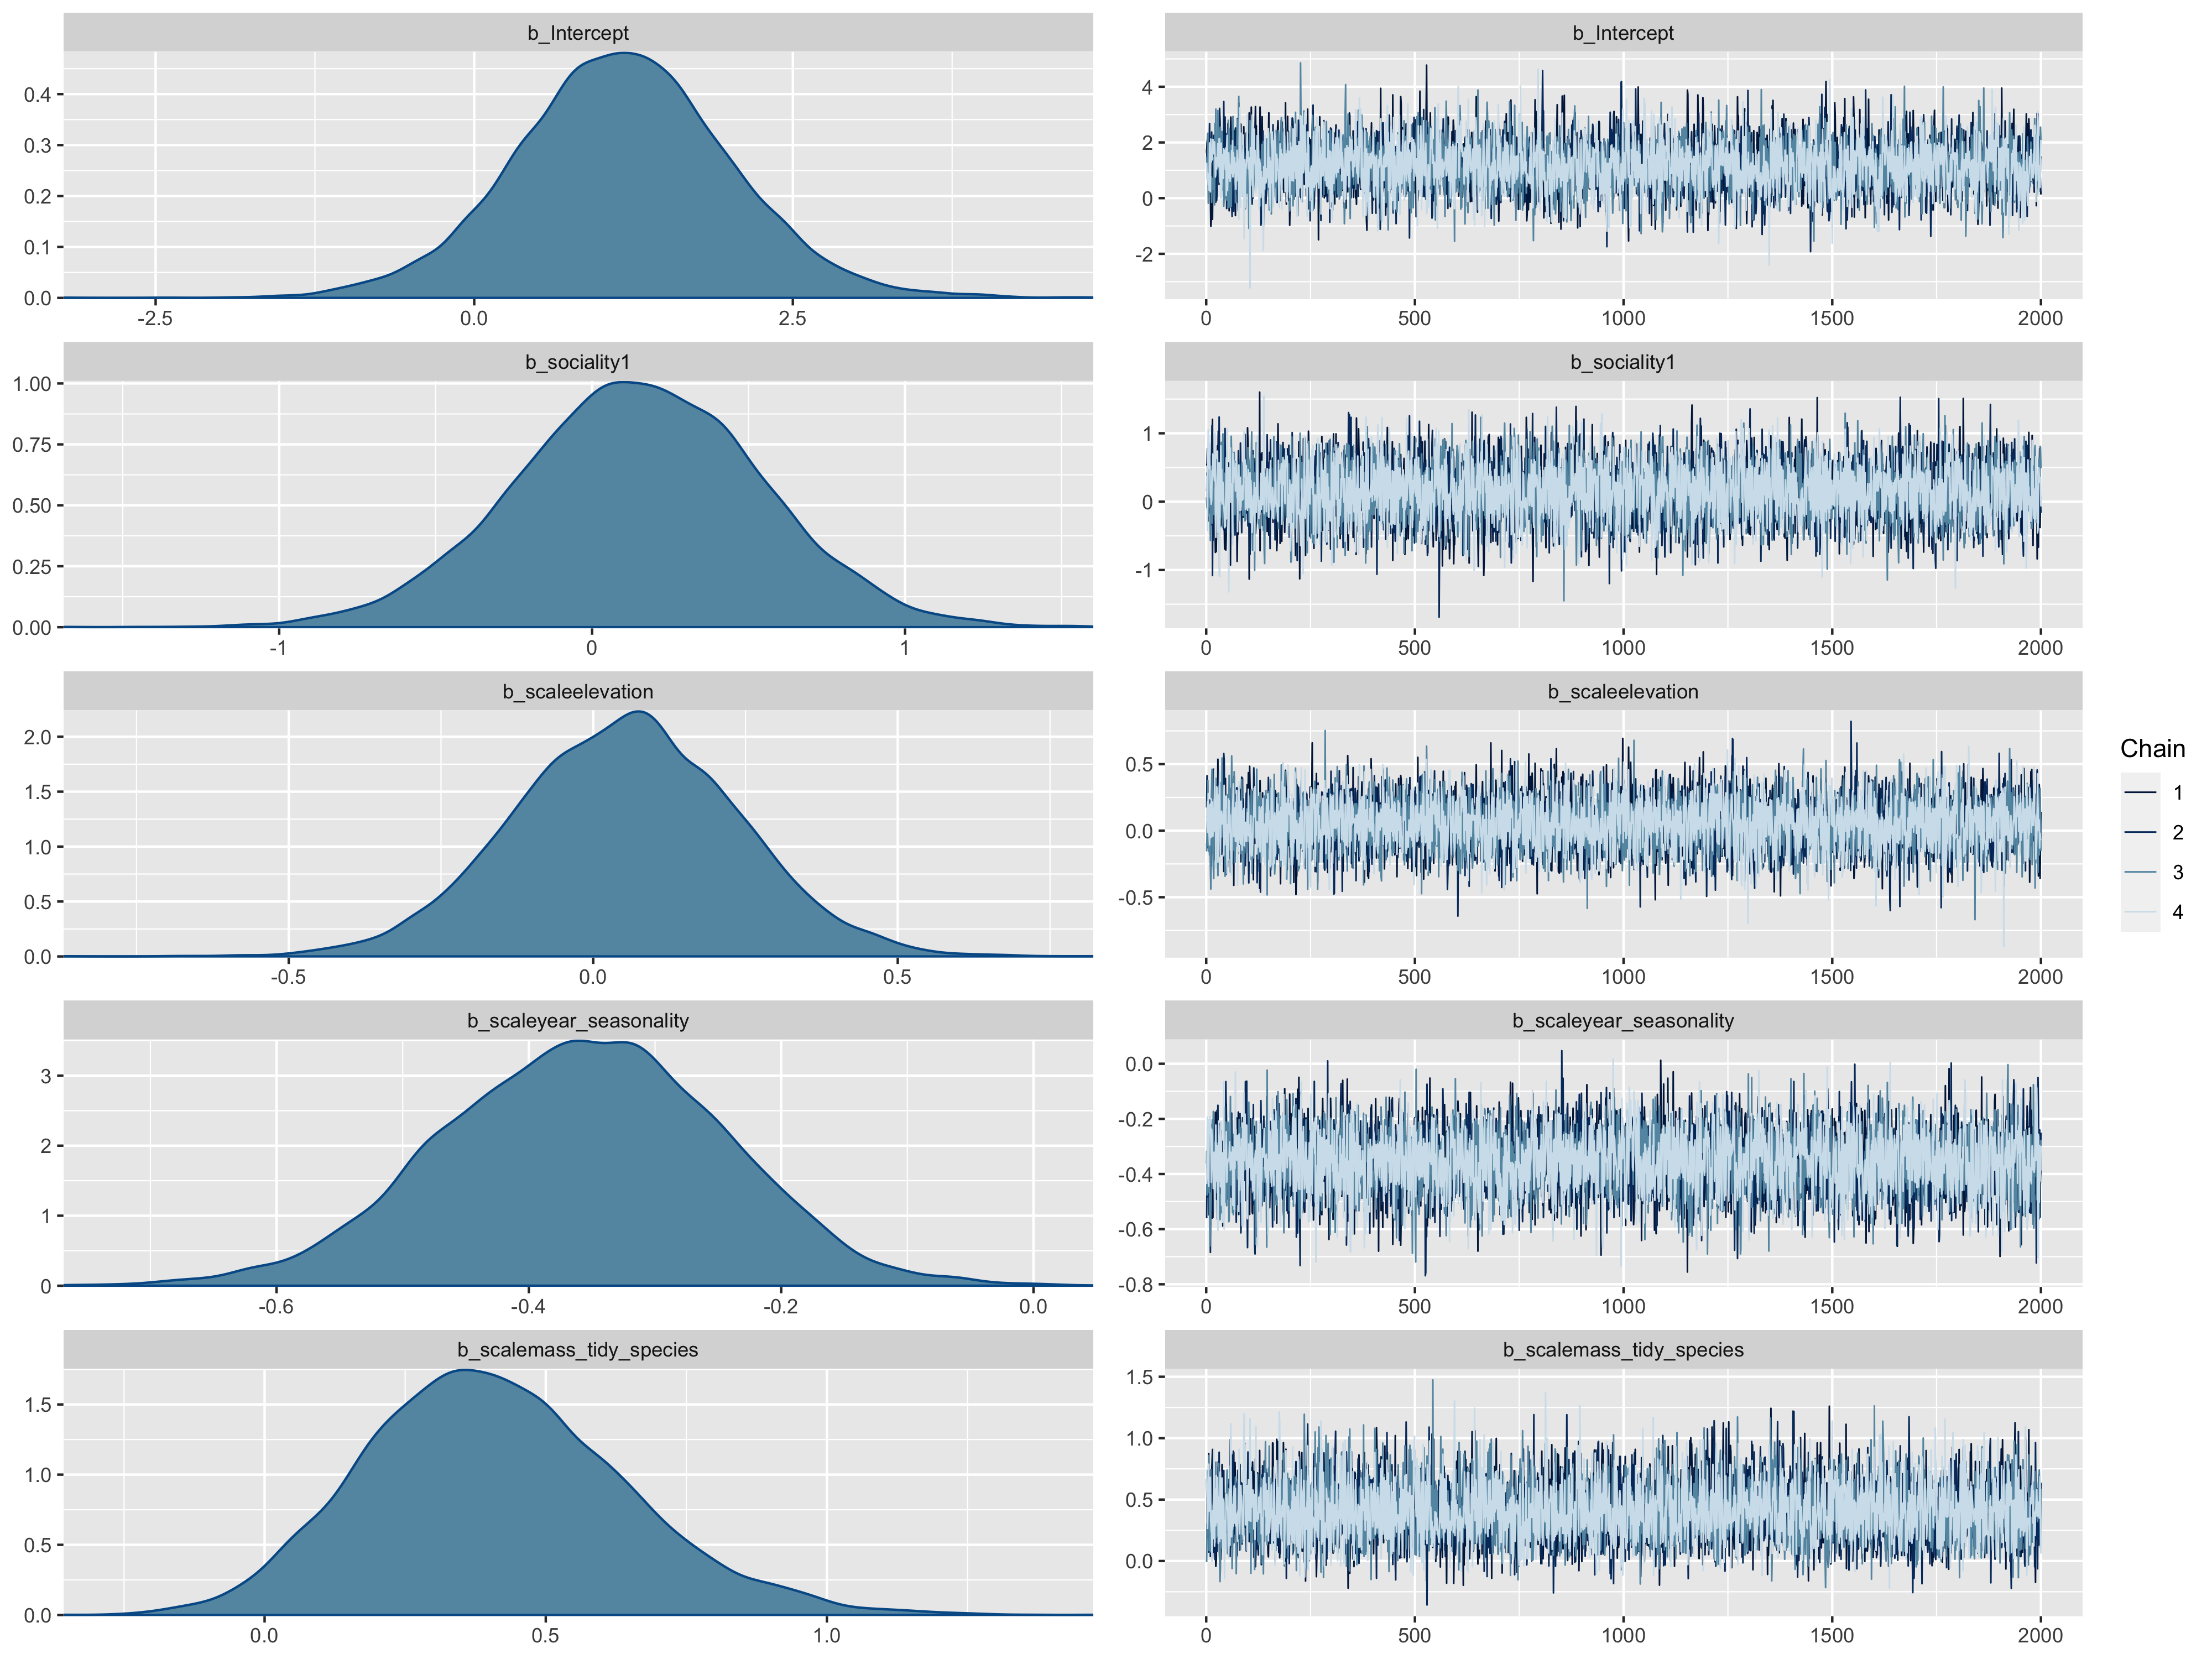 b_Intercept
0.4
0.3
0.2
0.1
0.0
-2.5 0.0 2.5
b_Intercept
4
2
0
-2
0 500 1000 1500 2000
b_sociality1
1.00
0.75
0.50
0.25
0.00
-1 0 1
b_sociality1
1
0
-1
0 500 1000 1500 2000
b_scaleelevation
2.0
1.5
1.0
0.5
0.0
-0.5 0.0 0.5
b_scaleelevation
0.5
0.0
-0.5
0 500 1000 1500 2000
b_scaleyear_seasonality
3
2
1
0
-0.6 -0.4 -0.2 0.0
b_scaleyear_seasonality
0.0
-0.2
-0.4
-0.6
-0.8
0 500 1000 1500 2000
b_scalemass_tidy_species
1.5
1.0
0.5
0.0
0.0 0.5 1.0
b_scalemass_tidy_species
1.5
1.0
0.5
0.0
0 500 1000 1500 2000
Chain
1
2
3
4